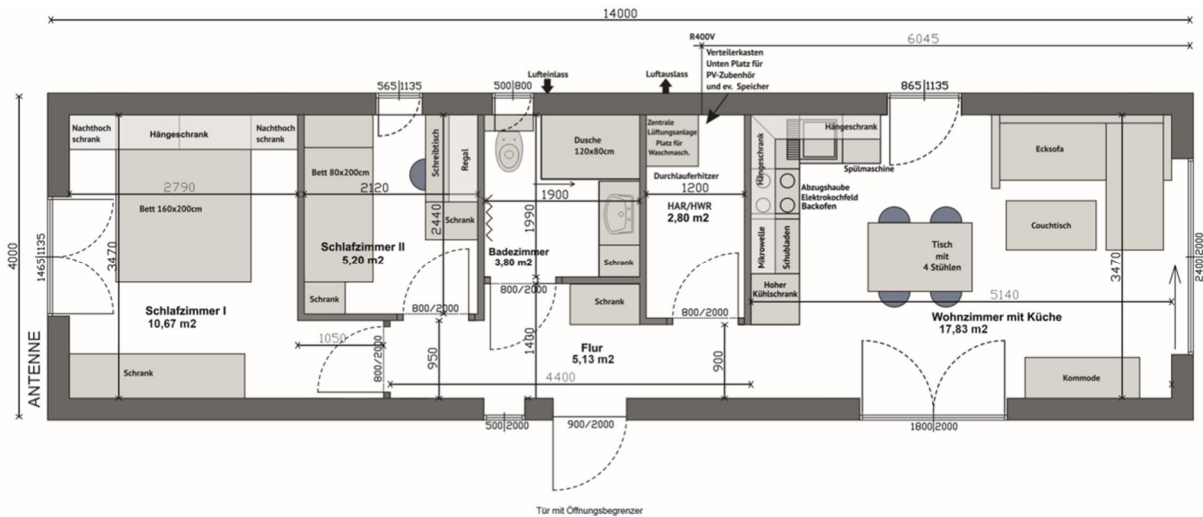 14000
R400V
6045
Verteilerkasten
Unten Platz für
PV-Zubenhör
und ev. Speicher
Lufteinlass
Luftauslass
565|1135
500|800
865|1135
Nachthoch
schrank
Hängeschrank
Nachthoch
schrank
Bett 80x200cm
Schreibtisch
Regal
Dusche
120x80cm
Zentrale
Lüftungsanlage
Platz für
Waschmasch.
Durchlauferhitzer
Hängeschrank
Hängeschrank
Spülmaschine
Ecksofa
2790
Bett 160x200cm
2120
2440
Schrank
1900
1990
1200
HAR/HWR
2,80 m2
Abzugshaube
Elektrokochfeld
Backofen
Couchtisch
4000
1465|1135
3470
Schlafzimmer II
5,20 m2
Badezimmer
3,80 m2
Schrank
Mikrowelle
Schubladen
Tisch
mit
4 Stühlen
3470
2400|2000
Schlafzimmer I
10,67 m2
Schrank
800/2000
800/2000
Schrank
800/2000
Hoher
Kühlschrank
5140
Wohnzimmer mit Küche
17,83 m2
1050
800/2000
950
1400
Flur
5,13 m2
900
4400
Schrank
Kommode
ANTENNE
500|2000
900/2000
1800|2000
Tür mit Öffnungsbegrenzer